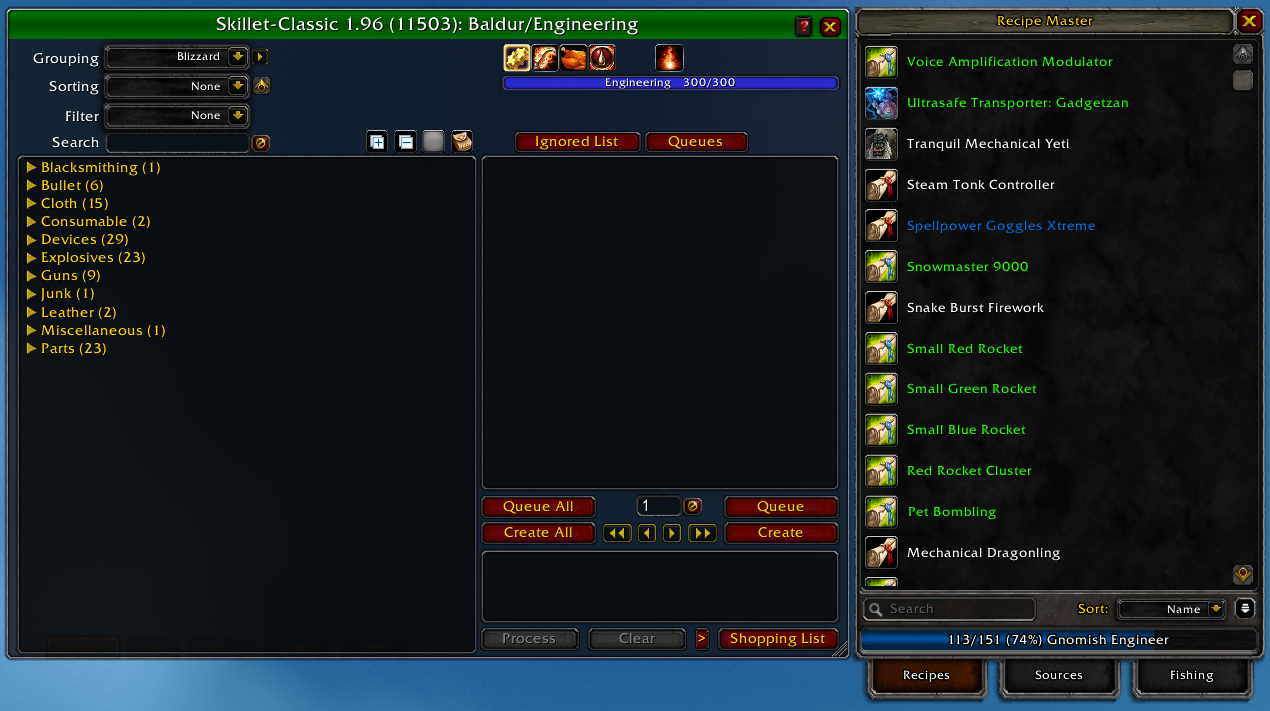 Skillet-Classic 1.96 (11503): Baldur/Engineering
?
Grouping
Blizzard
Sorting
None
Filter
None
Search
Engineering 300/300
Ignored List
Queues
Blacksmithing (1)
Bullet (6)
Cloth (15)
Consumable (2)
Devices (29)
Explosives (23)
Guns (9)
Junk (1)
Leather (2)
Miscellaneous (1)
Parts (23)
Queue All
1
Queue
Create All
Create
Process
Clear
>
Shopping List
Recipe Master
Voice Amplification Modulator
Ultrasafe Transporter: Gadgetzan
Tranquil Mechanical Yeti
Steam Tonk Controller
Spellpower Goggles Xtreme
Snowmaster 9000
Snake Burst Firework
Small Red Rocket
Small Green Rocket
Small Blue Rocket
Red Rocket Cluster
Pet Bombling
Mechanical Dragonling
Search
Sort:
Name
113/151 (74%) Gnomish Engineer
Recipes
Sources
Fishing